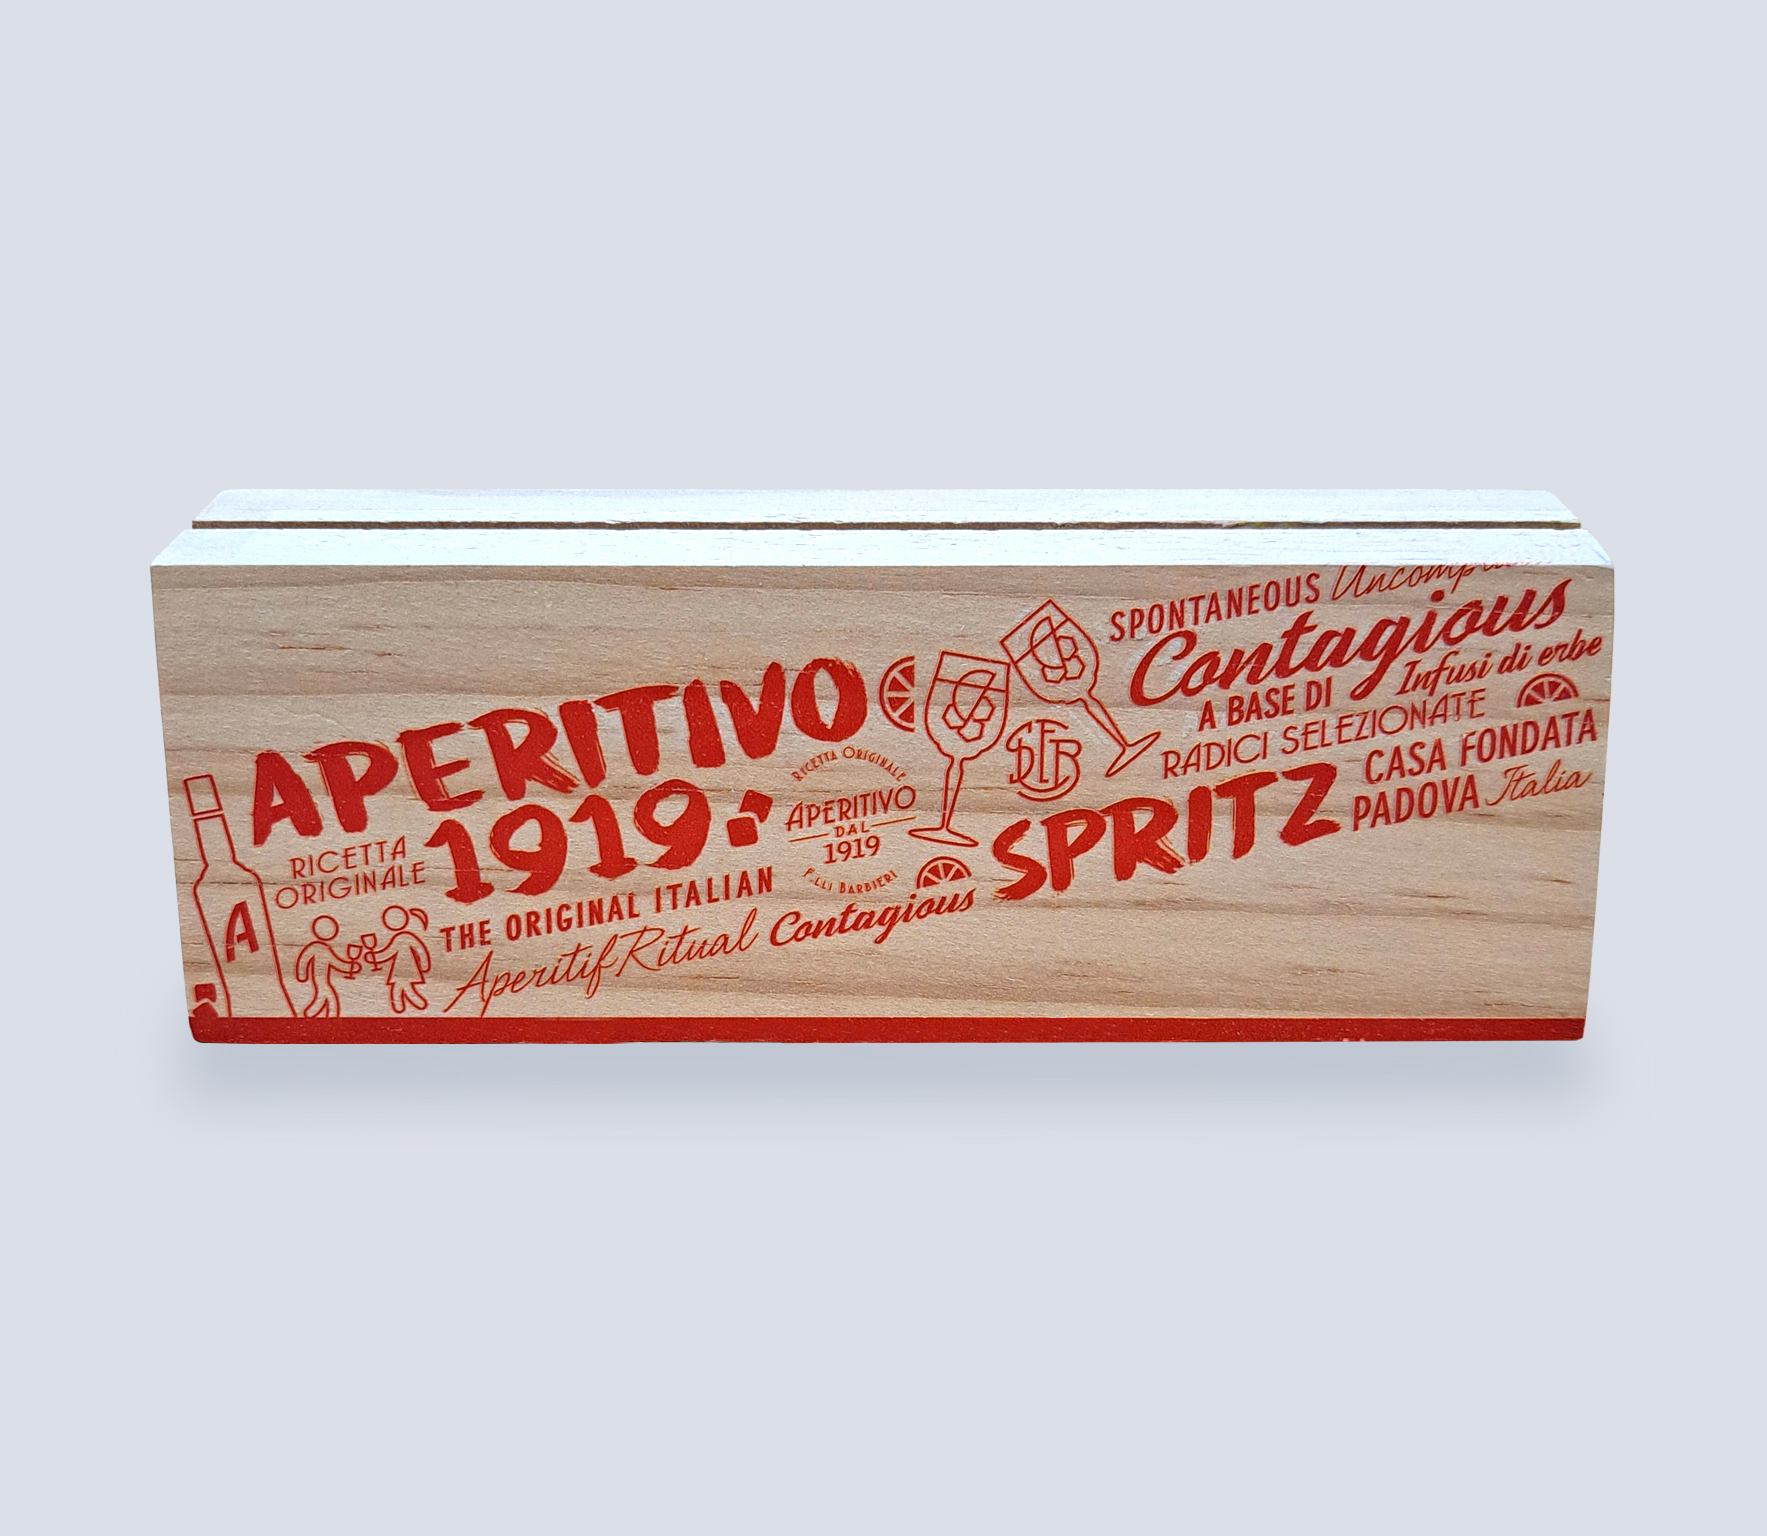 APERITIVO
1919
RICETTA
ORIGINALE
A
THE ORIGINAL ITALIAN
Aperitif Ritual Contagious
RICETTA ORIGINALE
APERITIVO
DAL
1919
F.LLI BARBIERI
SPONTANEOUS
Contagious
Infusi di erbe
A BASE DI
RADICI SELEZIONATE
SPRITZ
CASA FONDATA
PADOVA Italia